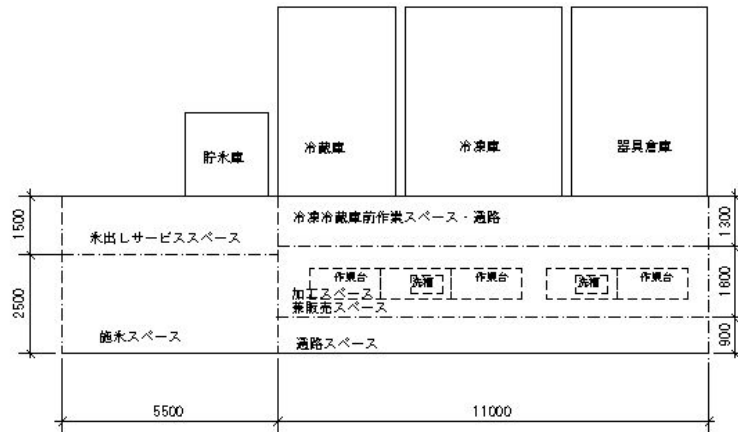 貯氷庫
冷蔵庫
冷凍庫
器具倉庫
冷凍冷蔵庫前作業スペース・通路
氷出しサービススペース
作業台
洗槽
作業台
洗槽
作業台
加工スペース
兼販売スペース
施氷スペース
通路スペース
1500
2500
1300
1800
900
5500
11000